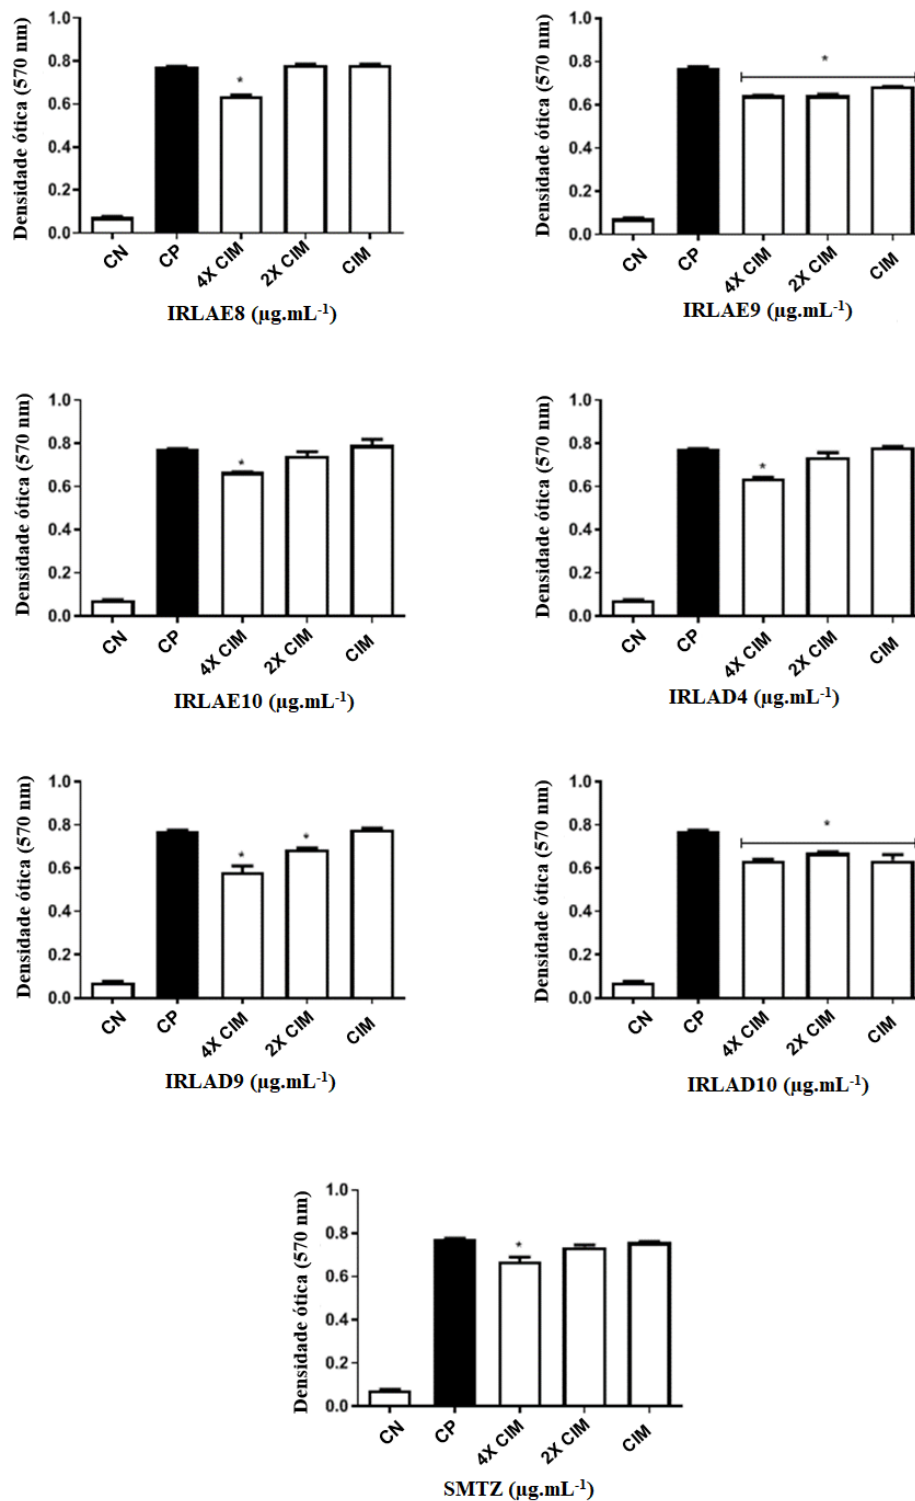 Densidade ótica (570 nm)
1.0
0.8
0.6
0.4
0.2
0.0
*
CN
CP
4X CIM
2X CIM
CIM
IRLAE8 (µg.mL⁻¹)
Densidade ótica (570 nm)
1.0
0.8
0.6
0.4
0.2
0.0
*
CN
CP
4X CIM
2X CIM
CIM
IRLAE9 (µg.mL⁻¹)
Densidade ótica (570 nm)
1.0
0.8
0.6
0.4
0.2
0.0
*
CN
CP
4X CIM
2X CIM
CIM
IRLAE10 (µg.mL⁻¹)
Densidade ótica (570 nm)
1.0
0.8
0.6
0.4
0.2
0.0
*
CN
CP
4X CIM
2X CIM
CIM
IRLAD4 (µg.mL⁻¹)
Densidade ótica (570 nm)
1.0
0.8
0.6
0.4
0.2
0.0
*
*
CN
CP
4X CIM
2X CIM
CIM
IRLAD9 (µg.mL⁻¹)
Densidade ótica (570 nm)
1.0
0.8
0.6
0.4
0.2
0.0
*
CN
CP
4X CIM
2X CIM
CIM
IRLAD10 (µg.mL⁻¹)
Densidade ótica (570 nm)
1.0
0.8
0.6
0.4
0.2
0.0
*
CN
CP
4X CIM
2X CIM
CIM
SMTZ (µg.mL⁻¹)